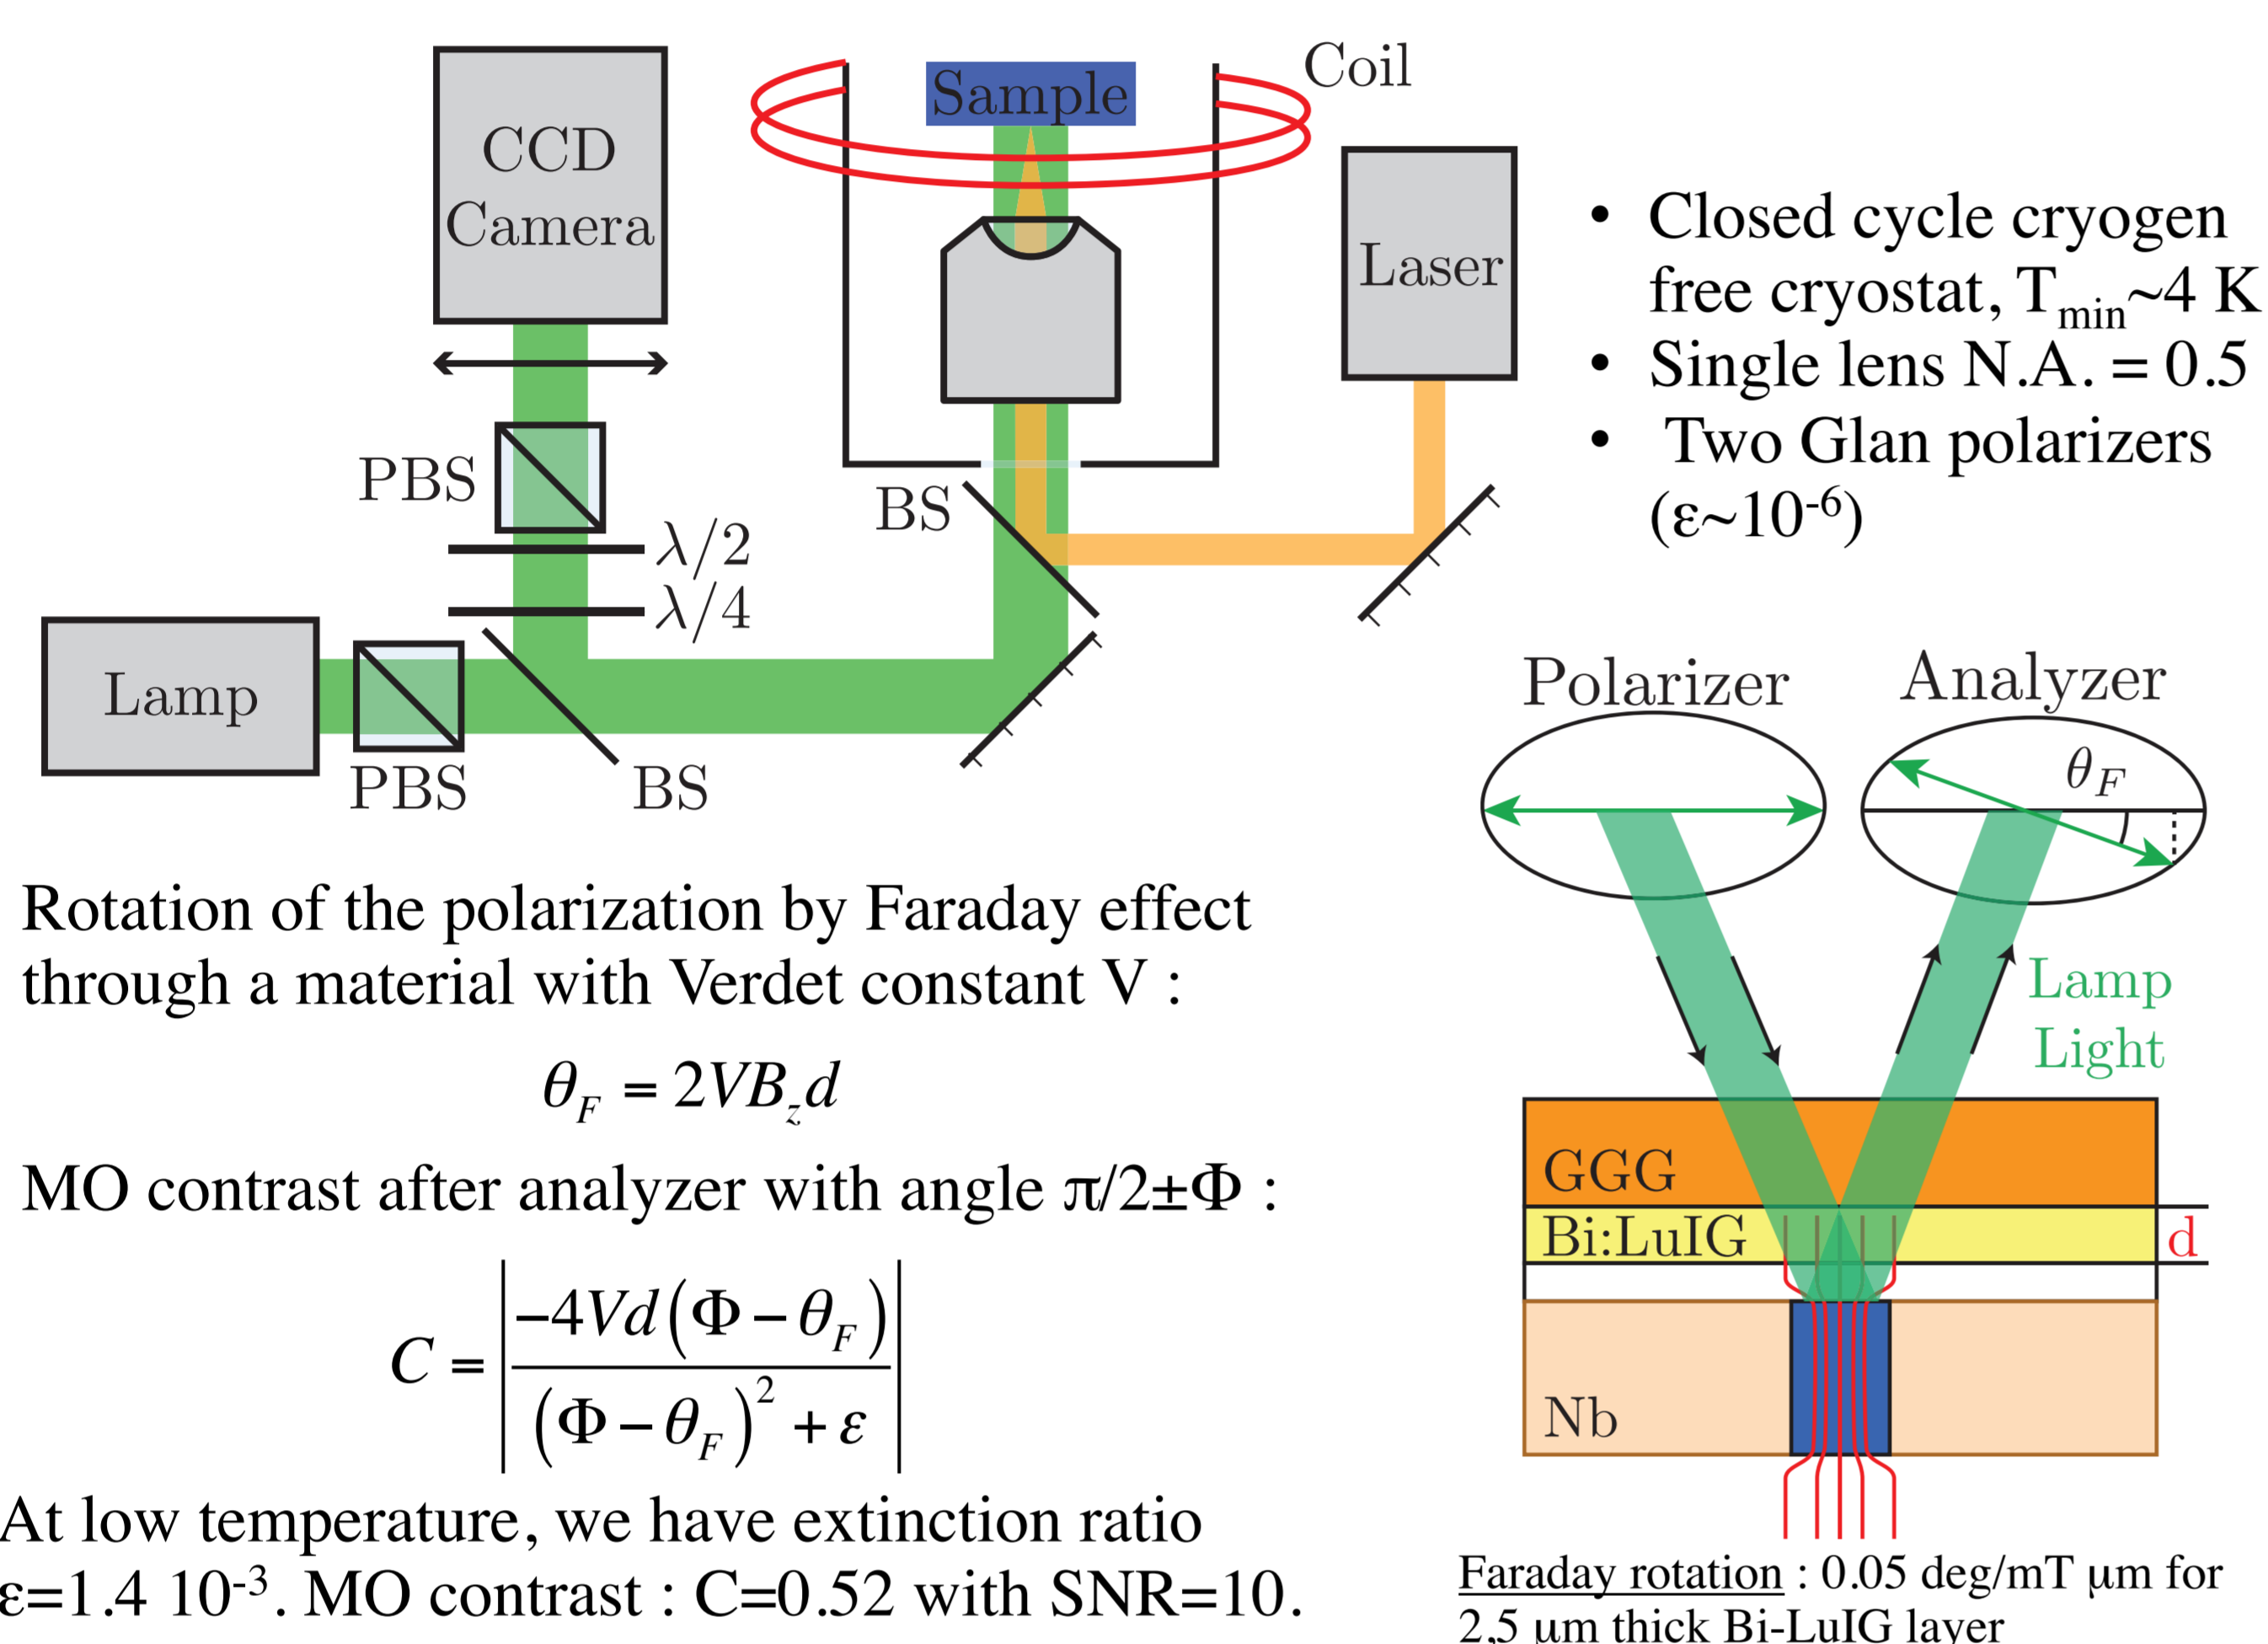 CCD
Camera
Sample
Coil
Laser
PBS
λ/2
λ/4
BS
Lamp
PBS
BS
• Closed cycle cryogen
free cryostat, T_min~4 K
• Single lens N.A. = 0.5
• Two Glan polarizers
(ε~10^-6)
Rotation of the polarization by Faraday effect
through a material with Verdet constant V :
θ_F = 2VB_z d
MO contrast after analyzer with angle π/2±Φ :
C = |−4Vd(Φ − θ_F) / ((Φ − θ_F)^2 + ε)|
At low temperature, we have extinction ratio
ε=1.4 10^-3. MO contrast : C=0.52 with SNR=10.
Polarizer
Analyzer
θ_F
Lamp
Light
GGG
Bi:LuIG
d
Nb
Faraday rotation : 0.05 deg/mT μm for
2,5 μm thick Bi-LuIG layer